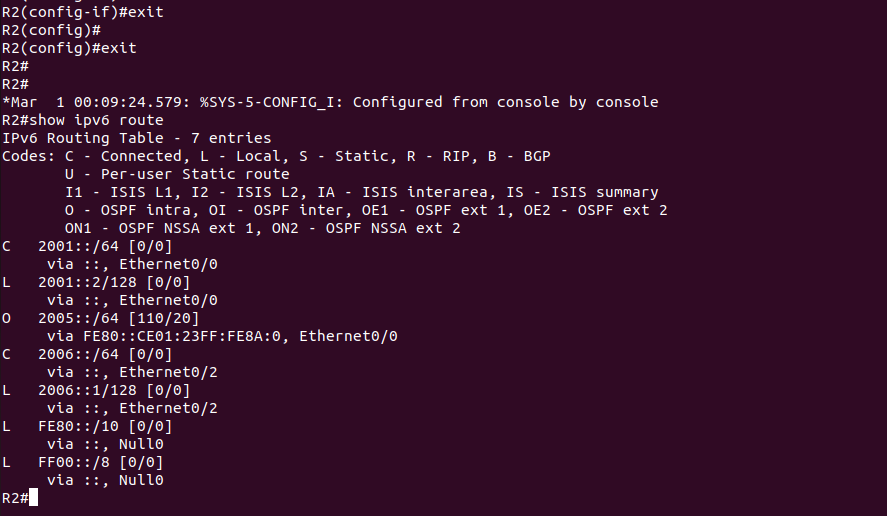 R2(config-if)#exit
R2(config)#
R2(config)#exit
R2#
R2#
*Mar  1 00:09:24.579: %SYS-5-CONFIG_I: Configured from console by console
R2#show ipv6 route
IPv6 Routing Table - 7 entries
Codes: C - Connected, L - Local, S - Static, R - RIP, B - BGP
       U - Per-user Static route
       I1 - ISIS L1, I2 - ISIS L2, IA - ISIS interarea, IS - ISIS summary
       O - OSPF intra, OI - OSPF inter, OE1 - OSPF ext 1, OE2 - OSPF ext 2
       ON1 - OSPF NSSA ext 1, ON2 - OSPF NSSA ext 2
C   2001::/64 [0/0]
     via ::, Ethernet0/0
L   2001::2/128 [0/0]
     via ::, Ethernet0/0
O   2005::/64 [110/20]
     via FE80::CE01:23FF:FE8A:0, Ethernet0/0
C   2006::/64 [0/0]
     via ::, Ethernet0/2
L   2006::1/128 [0/0]
     via ::, Ethernet0/2
L   FE80::/10 [0/0]
     via ::, Null0
L   FF00::/8 [0/0]
     via ::, Null0
R2#